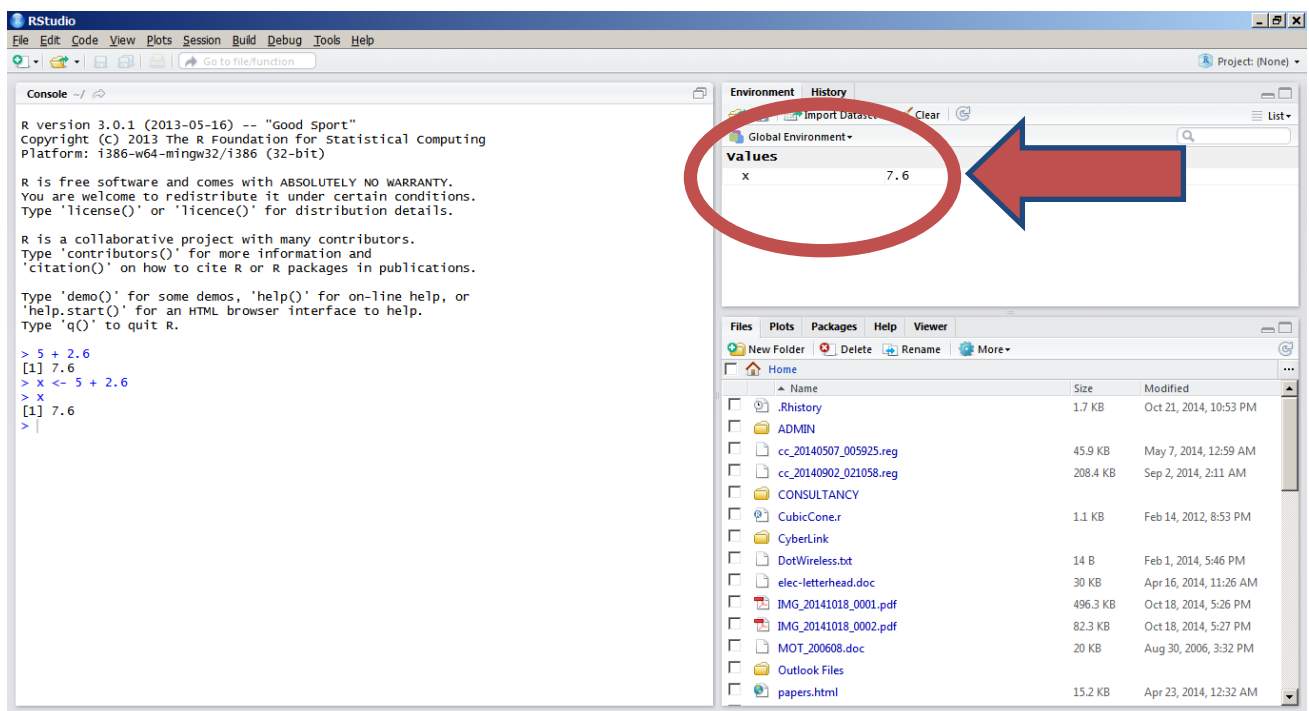 RStudio
File Edit Code View Plots Session Build Debug Tools Help
Go to file/function
Project: (None)
Console ~/
R version 3.0.1 (2013-05-16) -- "Good Sport"
Copyright (C) 2013 The R Foundation for Statistical Computing
Platform: i386-w64-mingw32/i386 (32-bit)
R is free software and comes with ABSOLUTELY NO WARRANTY.
You are welcome to redistribute it under certain conditions.
Type 'license()' or 'licence()' for distribution details.
R is a collaborative project with many contributors.
Type 'contributors()' for more information and
'citation()' on how to cite R or R packages in publications.
Type 'demo()' for some demos, 'help()' for on-line help, or
'help.start()' for an HTML browser interface to help.
Type 'q()' to quit R.
> 5 + 2.6
[1] 7.6
> x <- 5 + 2.6
> x
[1] 7.6
>
Environment History
Import Dataset Clear
List
Global Environment
Values
x 7.6
Files Plots Packages Help Viewer
New Folder Delete Rename More
Home ...
Name Size Modified
.Rhistory 1.7 KB Oct 21, 2014, 10:53 PM
ADMIN
cc_20140507_005925.reg 45.9 KB May 7, 2014, 12:59 AM
cc_20140902_021058.reg 208.4 KB Sep 2, 2014, 2:11 AM
CONSULTANCY
CubicCone.r 1.1 KB Feb 14, 2012, 8:53 PM
CyberLink
DotWireless.txt 14 B Feb 1, 2014, 5:46 PM
elec-letterhead.doc 30 KB Apr 16, 2014, 11:26 AM
IMG_20141018_0001.pdf 496.3 KB Oct 18, 2014, 5:26 PM
IMG_20141018_0002.pdf 82.3 KB Oct 18, 2014, 5:27 PM
MOT_200608.doc 20 KB Aug 30, 2006, 3:32 PM
Outlook Files
papers.html 15.2 KB Apr 23, 2014, 12:32 AM